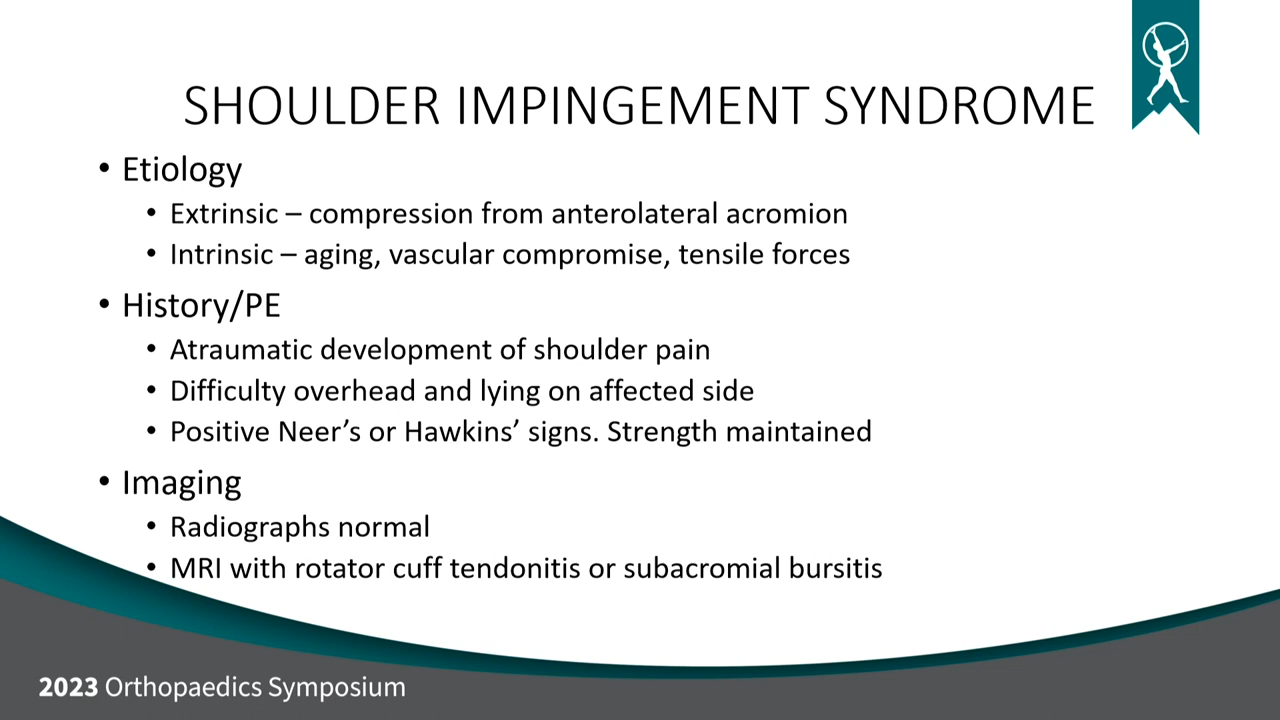 SHOULDER IMPINGEMENT SYNDROME
• Etiology
• Extrinsic – compression from anterolateral acromion
• Intrinsic – aging, vascular compromise, tensile forces
• History/PE
• Atraumatic development of shoulder pain
• Difficulty overhead and lying on affected side
• Positive Neer’s or Hawkins’ signs. Strength maintained
• Imaging
• Radiographs normal
• MRI with rotator cuff tendonitis or subacromial bursitis
2023 Orthopaedics Symposium